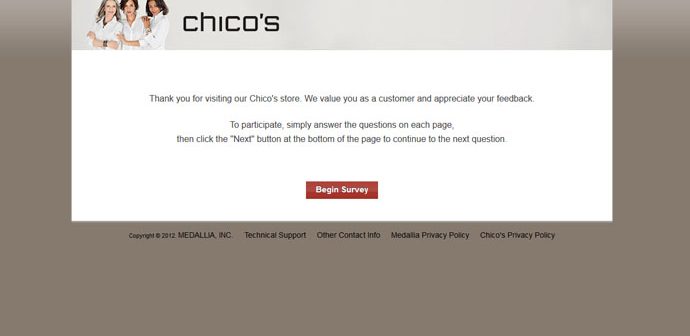 chico's
Thank you for visiting our Chico's store. We value you as a customer and appreciate your feedback.
To participate, simply answer the questions on each page,
then click the "Next" button at the bottom of the page to continue to the next question.
Begin Survey
Copyright © 2012. MEDALLIA, INC. Technical Support Other Contact Info Medallia Privacy Policy Chico's Privacy Policy